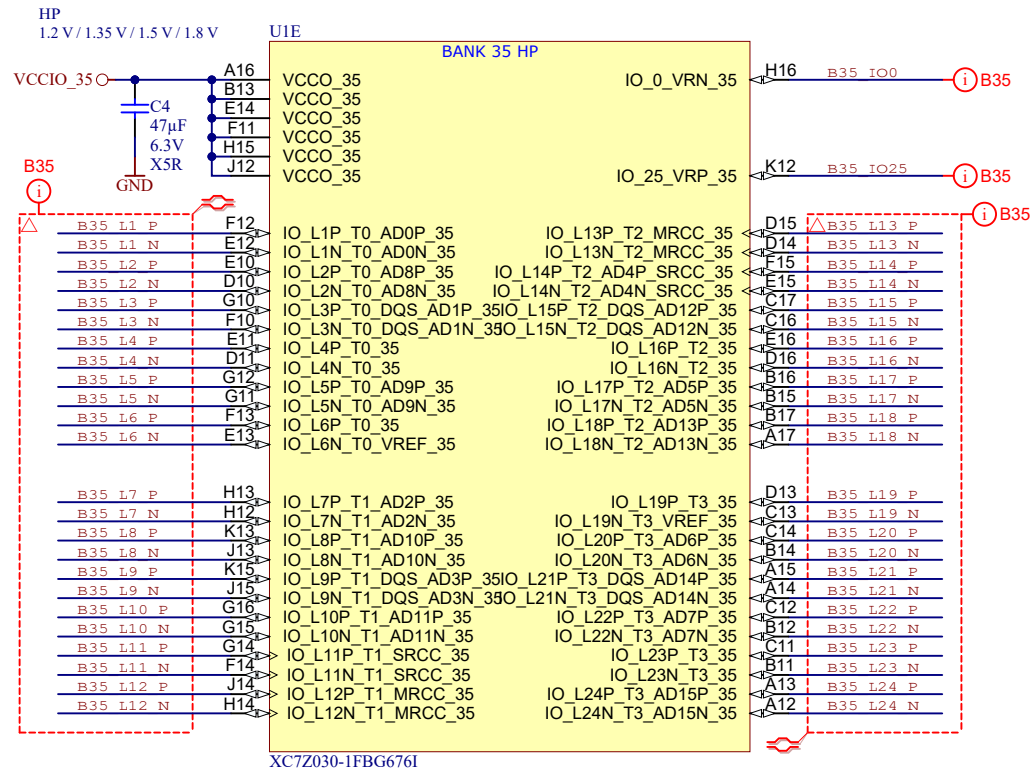 HP
1.2 V / 1.35 V / 1.5 V / 1.8 V
U1E
BANK 35 HP
VCCIO_35 A16 VCCO_35 IO_0_VRN_35 H16 B35_IO0 i B35
B13 VCCO_35
E14 VCCO_35
C4 F11 VCCO_35
47µF H15 VCCO_35
6.3V
X5R J12 VCCO_35 IO_25_VRP_35 K12 B35_IO25 i B35
GND
B35
i
i B35
B35_L1_P F12 IO_L1P_T0_AD0P_35 IO_L13P_T2_MRCC_35 D15 B35_L13_P
B35_L1_N E12 IO_L1N_T0_AD0N_35 IO_L13N_T2_MRCC_35 D14 B35_L13_N
B35_L2_P E10 IO_L2P_T0_AD8P_35 IO_L14P_T2_AD4P_SRCC_35 F15 B35_L14_P
B35_L2_N D10 IO_L2N_T0_AD8N_35 IO_L14N_T2_AD4N_SRCC_35 E15 B35_L14_N
B35_L3_P G10 IO_L3P_T0_DQS_AD1P_35 IO_L15P_T2_DQS_AD12P_35 C17 B35_L15_P
B35_L3_N F10 IO_L3N_T0_DQS_AD1N_35 IO_L15N_T2_DQS_AD12N_35 C16 B35_L15_N
B35_L4_P E11 IO_L4P_T0_35 IO_L16P_T2_35 E16 B35_L16_P
B35_L4_N D11 IO_L4N_T0_35 IO_L16N_T2_35 D16 B35_L16_N
B35_L5_P G12 IO_L5P_T0_AD9P_35 IO_L17P_T2_AD5P_35 B16 B35_L17_P
B35_L5_N G11 IO_L5N_T0_AD9N_35 IO_L17N_T2_AD5N_35 B15 B35_L17_N
B35_L6_P F13 IO_L6P_T0_35 IO_L18P_T2_AD13P_35 B17 B35_L18_P
B35_L6_N E13 IO_L6N_T0_VREF_35 IO_L18N_T2_AD13N_35 A17 B35_L18_N
B35_L7_P H13 IO_L7P_T1_AD2P_35 IO_L19P_T3_35 D13 B35_L19_P
B35_L7_N H12 IO_L7N_T1_AD2N_35 IO_L19N_T3_VREF_35 C13 B35_L19_N
B35_L8_P K13 IO_L8P_T1_AD10P_35 IO_L20P_T3_AD6P_35 C14 B35_L20_P
B35_L8_N J13 IO_L8N_T1_AD10N_35 IO_L20N_T3_AD6N_35 B14 B35_L20_N
B35_L9_P K15 IO_L9P_T1_DQS_AD3P_35 IO_L21P_T3_DQS_AD14P_35 A15 B35_L21_P
B35_L9_N J15 IO_L9N_T1_DQS_AD3N_35 IO_L21N_T3_DQS_AD14N_35 A14 B35_L21_N
B35_L10_P G16 IO_L10P_T1_AD11P_35 IO_L22P_T3_AD7P_35 C12 B35_L22_P
B35_L10_N G15 IO_L10N_T1_AD11N_35 IO_L22N_T3_AD7N_35 B12 B35_L22_N
B35_L11_P G14 IO_L11P_T1_SRCC_35 IO_L23P_T3_35 C11 B35_L23_P
B35_L11_N F14 IO_L11N_T1_SRCC_35 IO_L23N_T3_35 B11 B35_L23_N
B35_L12_P J14 IO_L12P_T1_MRCC_35 IO_L24P_T3_AD15P_35 A13 B35_L24_P
B35_L12_N H14 IO_L12N_T1_MRCC_35 IO_L24N_T3_AD15N_35 A12 B35_L24_N
XC7Z030-1FBG676I